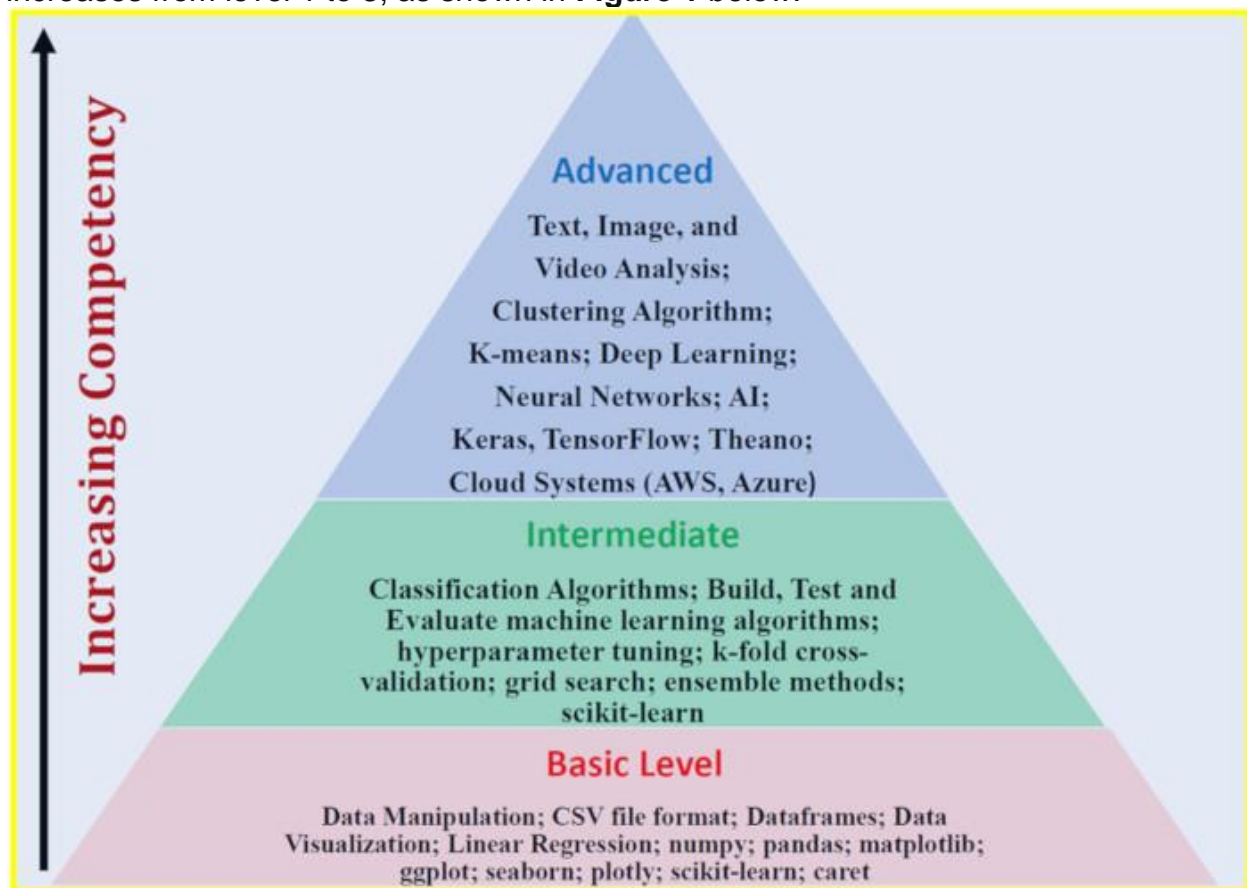 increases from level 1 to 3, as shown in Figure 1 below.
Increasing Competency
Advanced
Text, Image, and
Video Analysis;
Clustering Algorithm;
K-means; Deep Learning;
Neural Networks; AI;
Keras, TensorFlow; Theano;
Cloud Systems (AWS, Azure)
Intermediate
Classification Algorithms; Build, Test and
Evaluate machine learning algorithms;
hyperparameter tuning; k-fold cross-
validation; grid search; ensemble methods;
scikit-learn
Basic Level
Data Manipulation; CSV file format; Dataframes; Data
Visualization; Linear Regression; numpy; pandas; matplotlib;
ggplot; seaborn; plotly; scikit-learn; caret